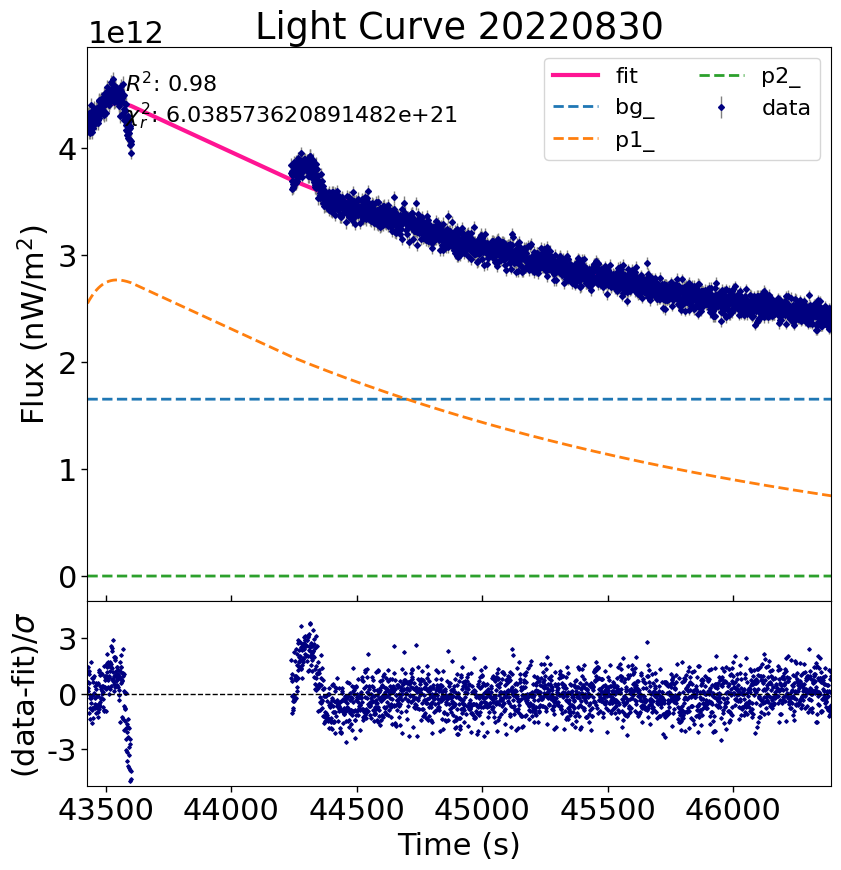 Light Curve 20220830
1e12
R²: 0.98
χ²ᵣ: 6.038573620891482e+21
fit
bg_
p1_
p2_
data
Flux (nW/m²)
4
3
2
1
0
(data-fit)/σ
3
0
-3
43500 44000 44500 45000 45500 46000
Time (s)